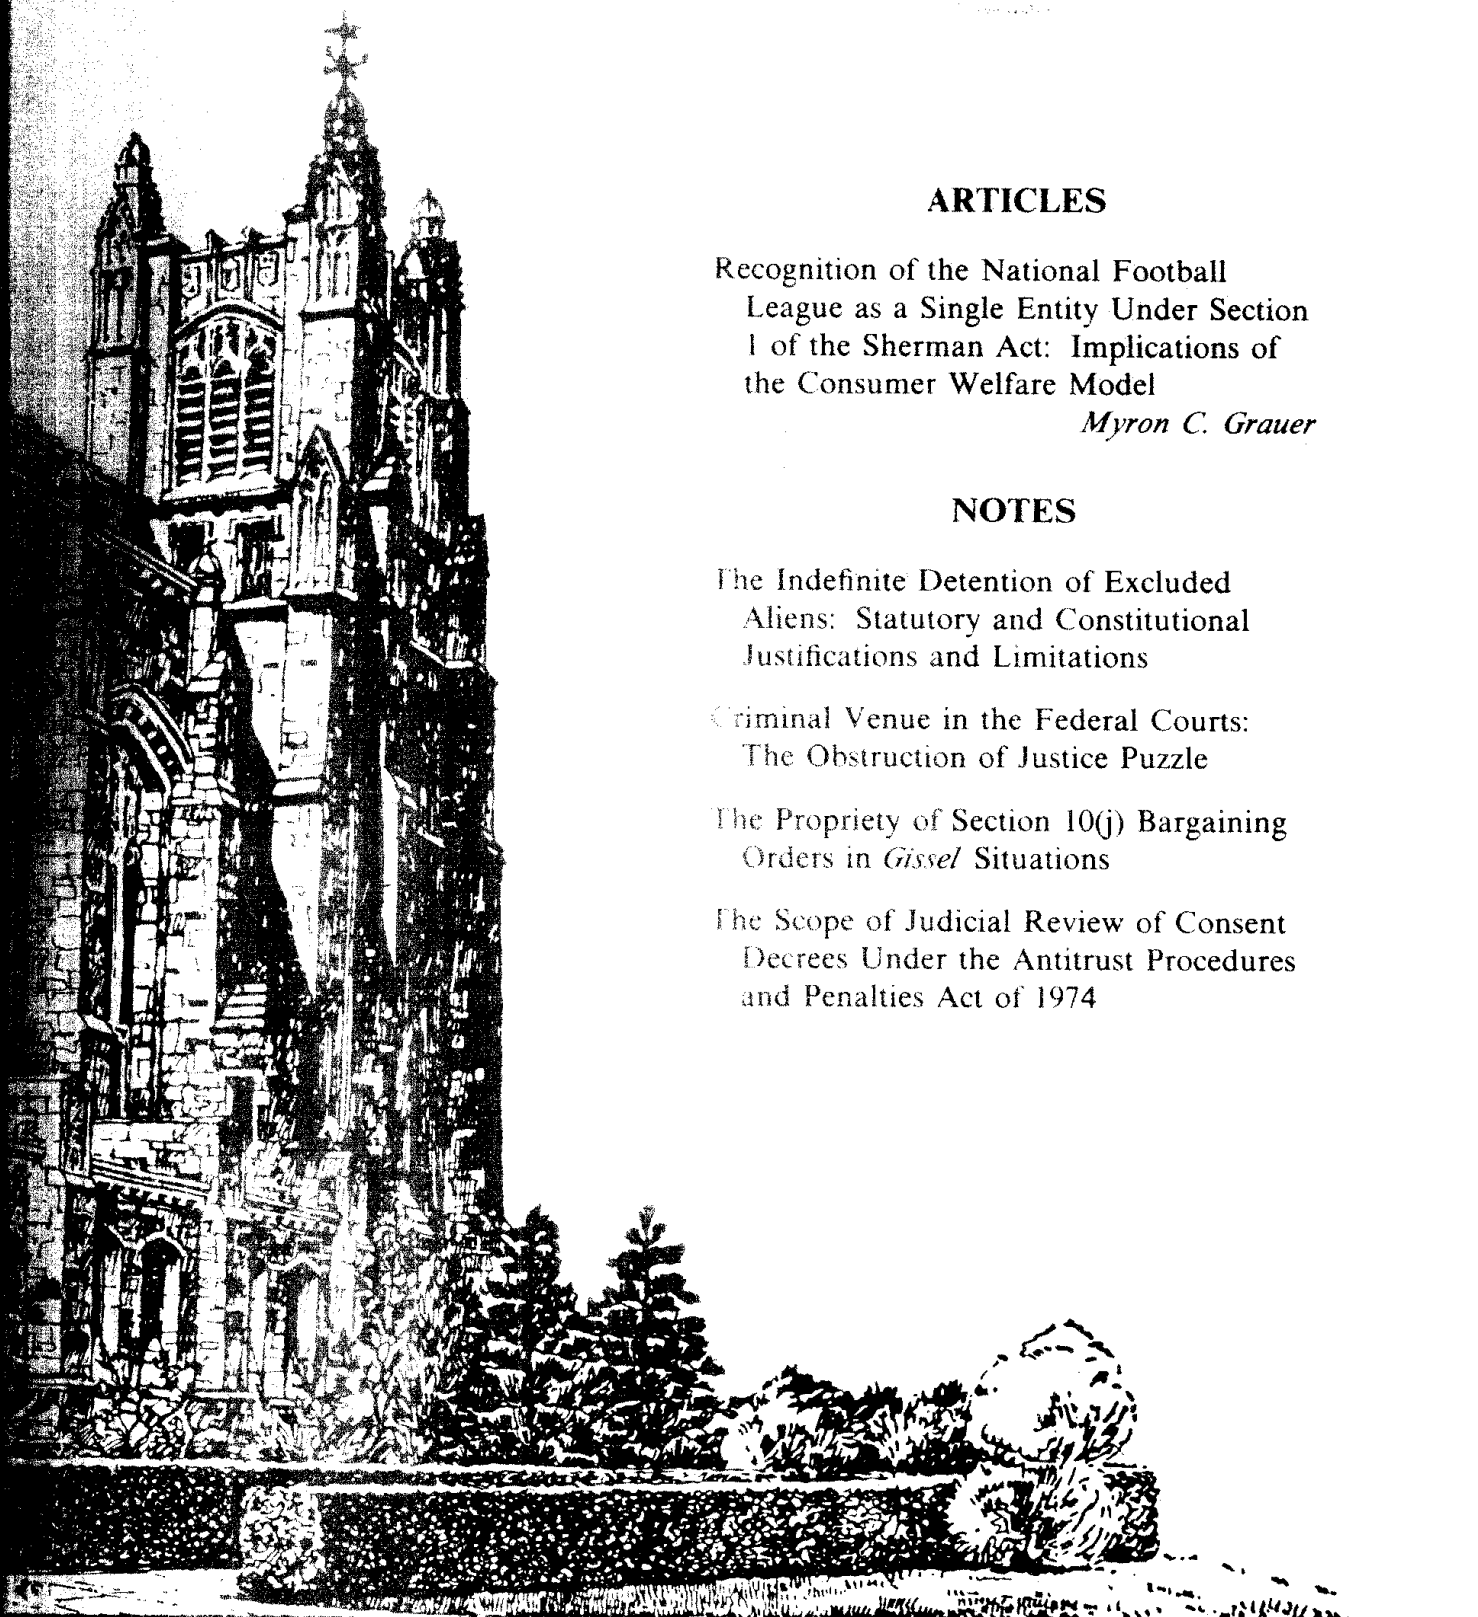 ARTICLES
Recognition of the National Football
League as a Single Entity Under Section
1 of the Sherman Act: Implications of
the Consumer Welfare Model
Myron C. Grauer
NOTES
The Indefinite Detention of Excluded
Aliens: Statutory and Constitutional
Justifications and Limitations
Criminal Venue in the Federal Courts:
The Obstruction of Justice Puzzle
The Propriety of Section 10(j) Bargaining
Orders in Gissel Situations
The Scope of Judicial Review of Consent
Decrees Under the Antitrust Procedures
and Penalties Act of 1974